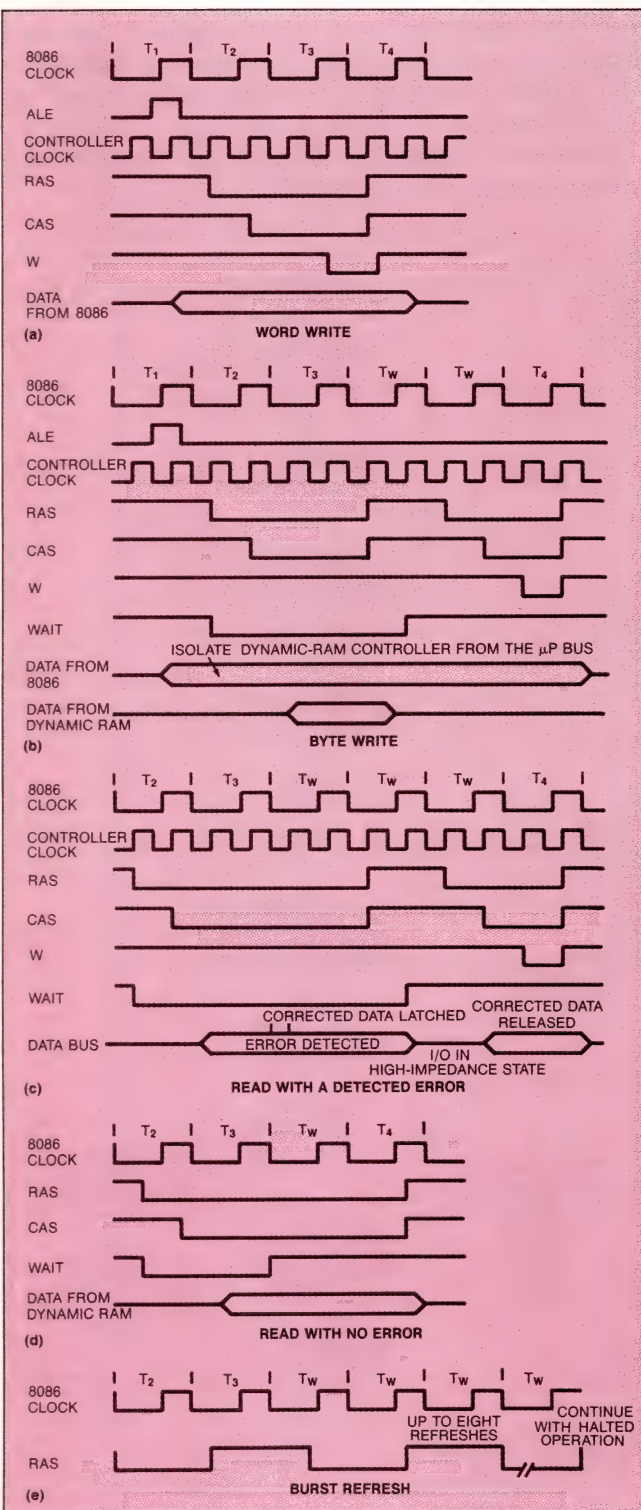 T1 T2 T3 T4
8086
CLOCK
ALE
CONTROLLER
CLOCK
RAS
CAS
W
DATA
FROM 8086
(a) WORD WRITE
T1 T2 T3 TW TW T4
8086
CLOCK
ALE
CONTROLLER
CLOCK
RAS
CAS
W
WAIT
ISOLATE DYNAMIC-RAM CONTROLLER FROM THE μP BUS
DATA FROM
8086
DATA FROM
DYNAMIC RAM
(b) BYTE WRITE
T2 T3 TW TW TW T4
8086
CLOCK
CONTROLLER
CLOCK
RAS
CAS
W
WAIT
CORRECTED DATA LATCHED
CORRECTED DATA
RELEASED
DATA BUS
ERROR DETECTED
I/O IN
HIGH-IMPEDANCE STATE
(c) READ WITH A DETECTED ERROR
T2 T3 TW T4
8086
CLOCK
RAS
CAS
WAIT
DATA FROM
DYNAMIC RAM
(d) READ WITH NO ERROR
T2 T3 TW TW TW TW
8086
CLOCK
UP TO EIGHT
REFRESHES
CONTINUE
WITH HALTED
OPERATION
RAS
(e) BURST REFRESH